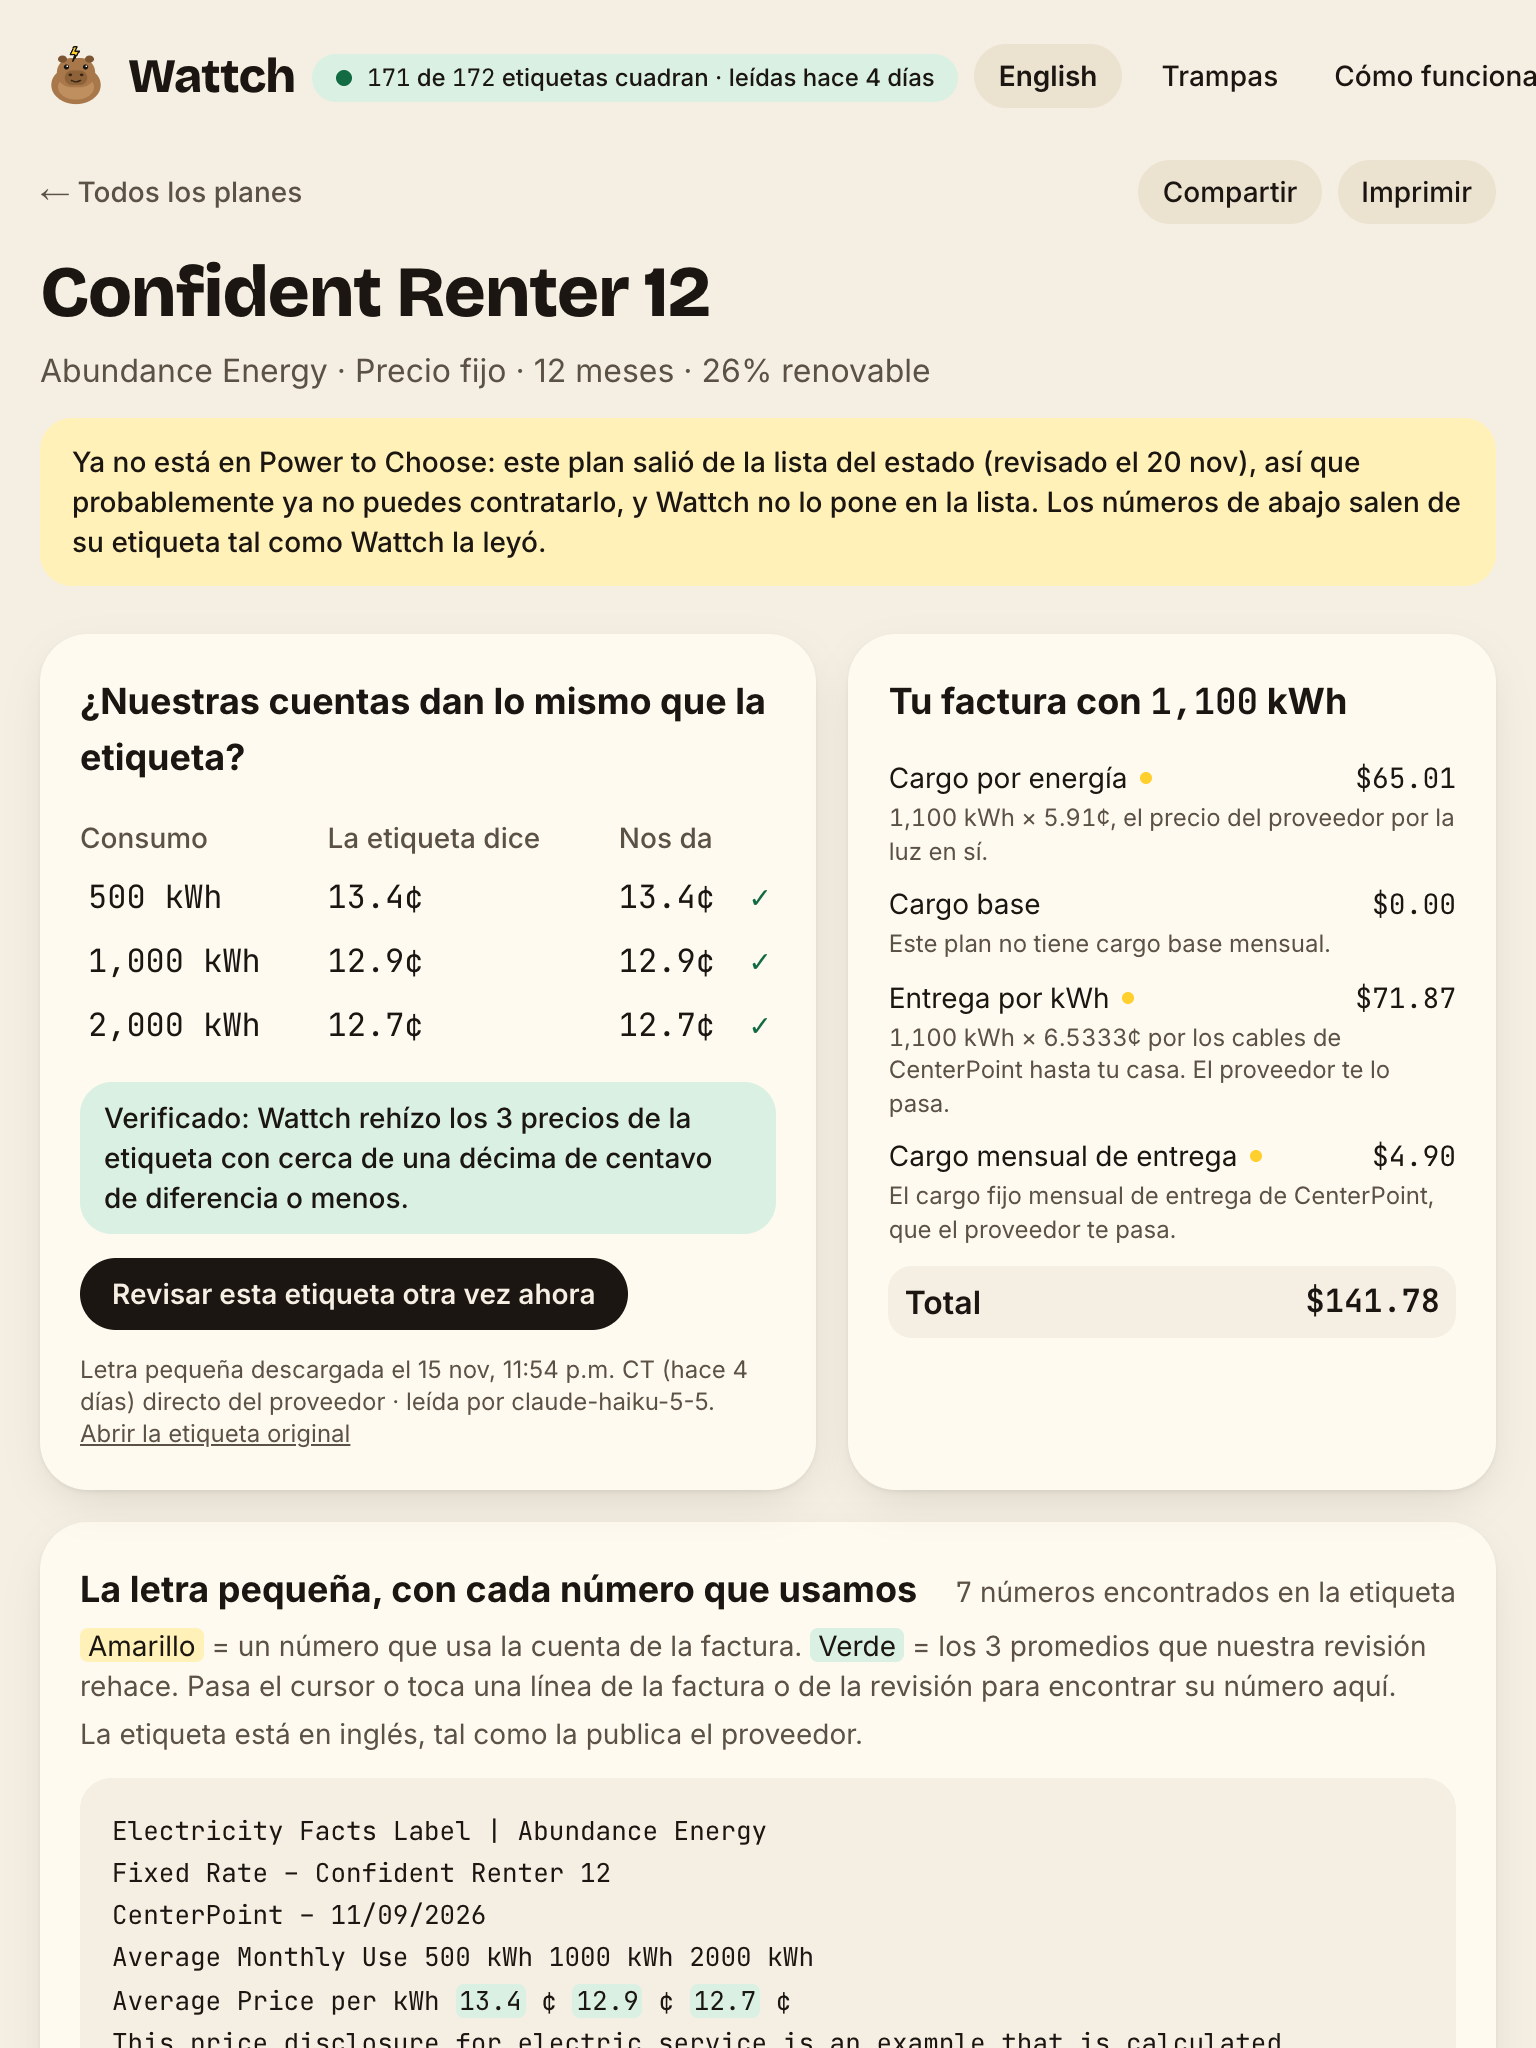 Wattch
171 de 172 etiquetas cuadran · leídas hace 4 días
English
Trampas
Cómo funciona
← Todos los planes
Compartir
Imprimir
Confident Renter 12
Abundance Energy · Precio fijo · 12 meses · 26% renovable
Ya no está en Power to Choose: este plan salió de la lista del estado (revisado el 20 nov), así que
probablemente ya no puedes contratarlo, y Wattch no lo pone en la lista. Los números de abajo salen de
su etiqueta tal como Wattch la leyó.
¿Nuestras cuentas dan lo mismo que la
etiqueta?
Consumo La etiqueta dice Nos da
500 kWh 13.4¢ 13.4¢ ✓
1,000 kWh 12.9¢ 12.9¢ ✓
2,000 kWh 12.7¢ 12.7¢ ✓
Verificado: Wattch rehízo los 3 precios de la
etiqueta con cerca de una décima de centavo
de diferencia o menos.
Revisar esta etiqueta otra vez ahora
Letra pequeña descargada el 15 nov, 11:54 p.m. CT (hace 4
días) directo del proveedor · leída por claude-haiku-5-5.
Abrir la etiqueta original
Tu factura con 1,100 kWh
Cargo por energía $65.01
1,100 kWh × 5.91¢, el precio del proveedor por la
luz en sí.
Cargo base $0.00
Este plan no tiene cargo base mensual.
Entrega por kWh $71.87
1,100 kWh × 6.5333¢ por los cables de
CenterPoint hasta tu casa. El proveedor te lo
pasa.
Cargo mensual de entrega $4.90
El cargo fijo mensual de entrega de CenterPoint,
que el proveedor te pasa.
Total $141.78
La letra pequeña, con cada número que usamos
7 números encontrados en la etiqueta
Amarillo = un número que usa la cuenta de la factura. Verde = los 3 promedios que nuestra revisión
rehace. Pasa el cursor o toca una línea de la factura o de la revisión para encontrar su número aquí.
La etiqueta está en inglés, tal como la publica el proveedor.
Electricity Facts Label | Abundance Energy
Fixed Rate – Confident Renter 12
CenterPoint – 11/09/2026
Average Monthly Use 500 kWh 1000 kWh 2000 kWh
Average Price per kWh 13.4 ¢ 12.9 ¢ 12.7 ¢
This price disclosure for electric service is an example that is calculated